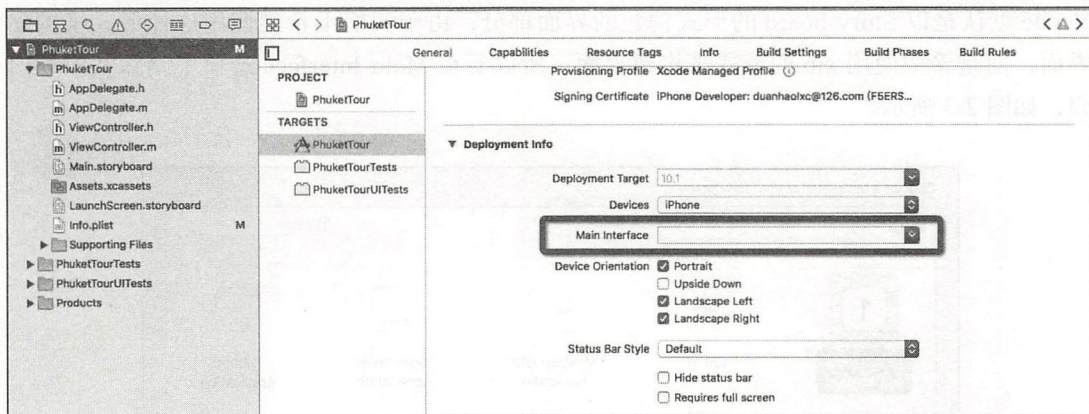 PhuketTour
PhuketTour M
PhuketTour
h AppDelegate.h
m AppDelegate.m
h ViewController.h
m ViewController.m
Main.storyboard
Assets.xcassets
LaunchScreen.storyboard
Info.plist M
Supporting Files
PhuketTourTests
PhuketTourUITests
Products
General Capabilities Resource Tags Info Build Settings Build Phases Build Rules
PROJECT
PhuketTour
TARGETS
PhuketTour
PhuketTourTests
PhuketTourUITests
Provisioning Profile Xcode Managed Profile
Signing Certificate iPhone Developer: duanhaolxc@126.com (F5ERS...
Deployment Info
Deployment Target 10.1
Devices iPhone
Main Interface
Device Orientation Portrait
Upside Down
Landscape Left
Landscape Right
Status Bar Style Default
Hide status bar
Requires full screen